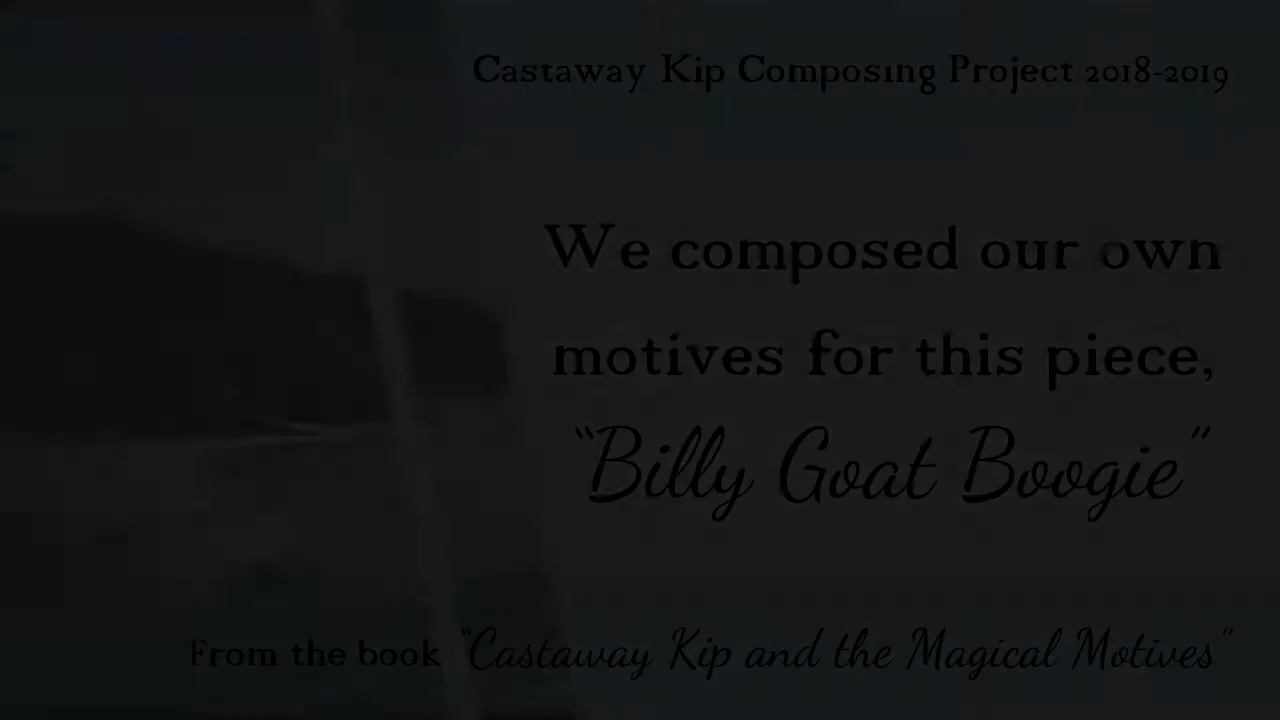 Castaway Kip Composing Project 2018-2019
We composed our own
motives for this piece,
“Billy Goat Boogie”
From the book “Castaway Kip and the Magical Motives”